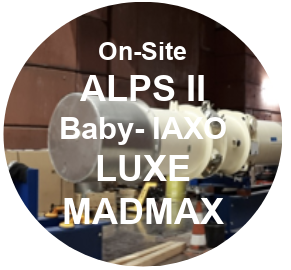 On-Site
ALPS II
Baby- IAXO
LUXE
MADMAX